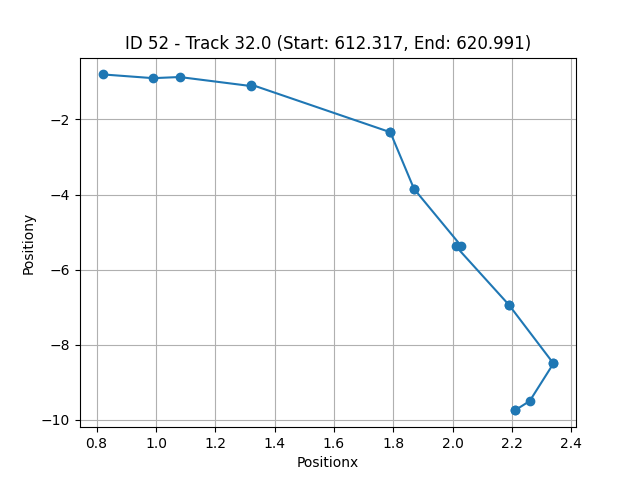 ID 52 - Track 32.0 (Start: 612.317, End: 620.991)
Positiony
−2
−4
−6
−8
−10
0.8 1.0 1.2 1.4 1.6 1.8 2.0 2.2 2.4
Positionx